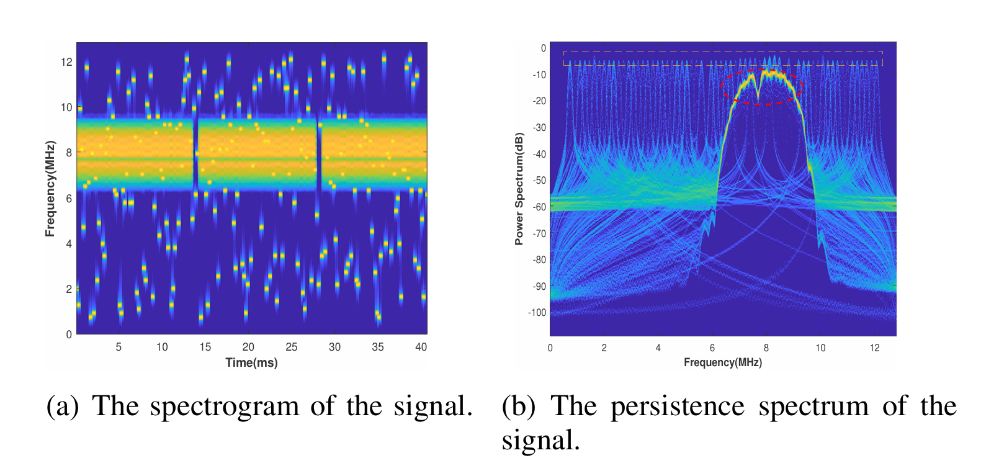 12
10
8
6
4
2
0
Frequency(MHz)
5 10 15 20 25 30 35 40
Time(ms)
0
-10
-20
-30
-40
-50
-60
-70
-80
-90
-100
Power Spectrum(dB)
0 2 4 6 8 10 12
Frequency(MHz)
(a) The spectrogram of the signal.
(b) The persistence spectrum of the
signal.